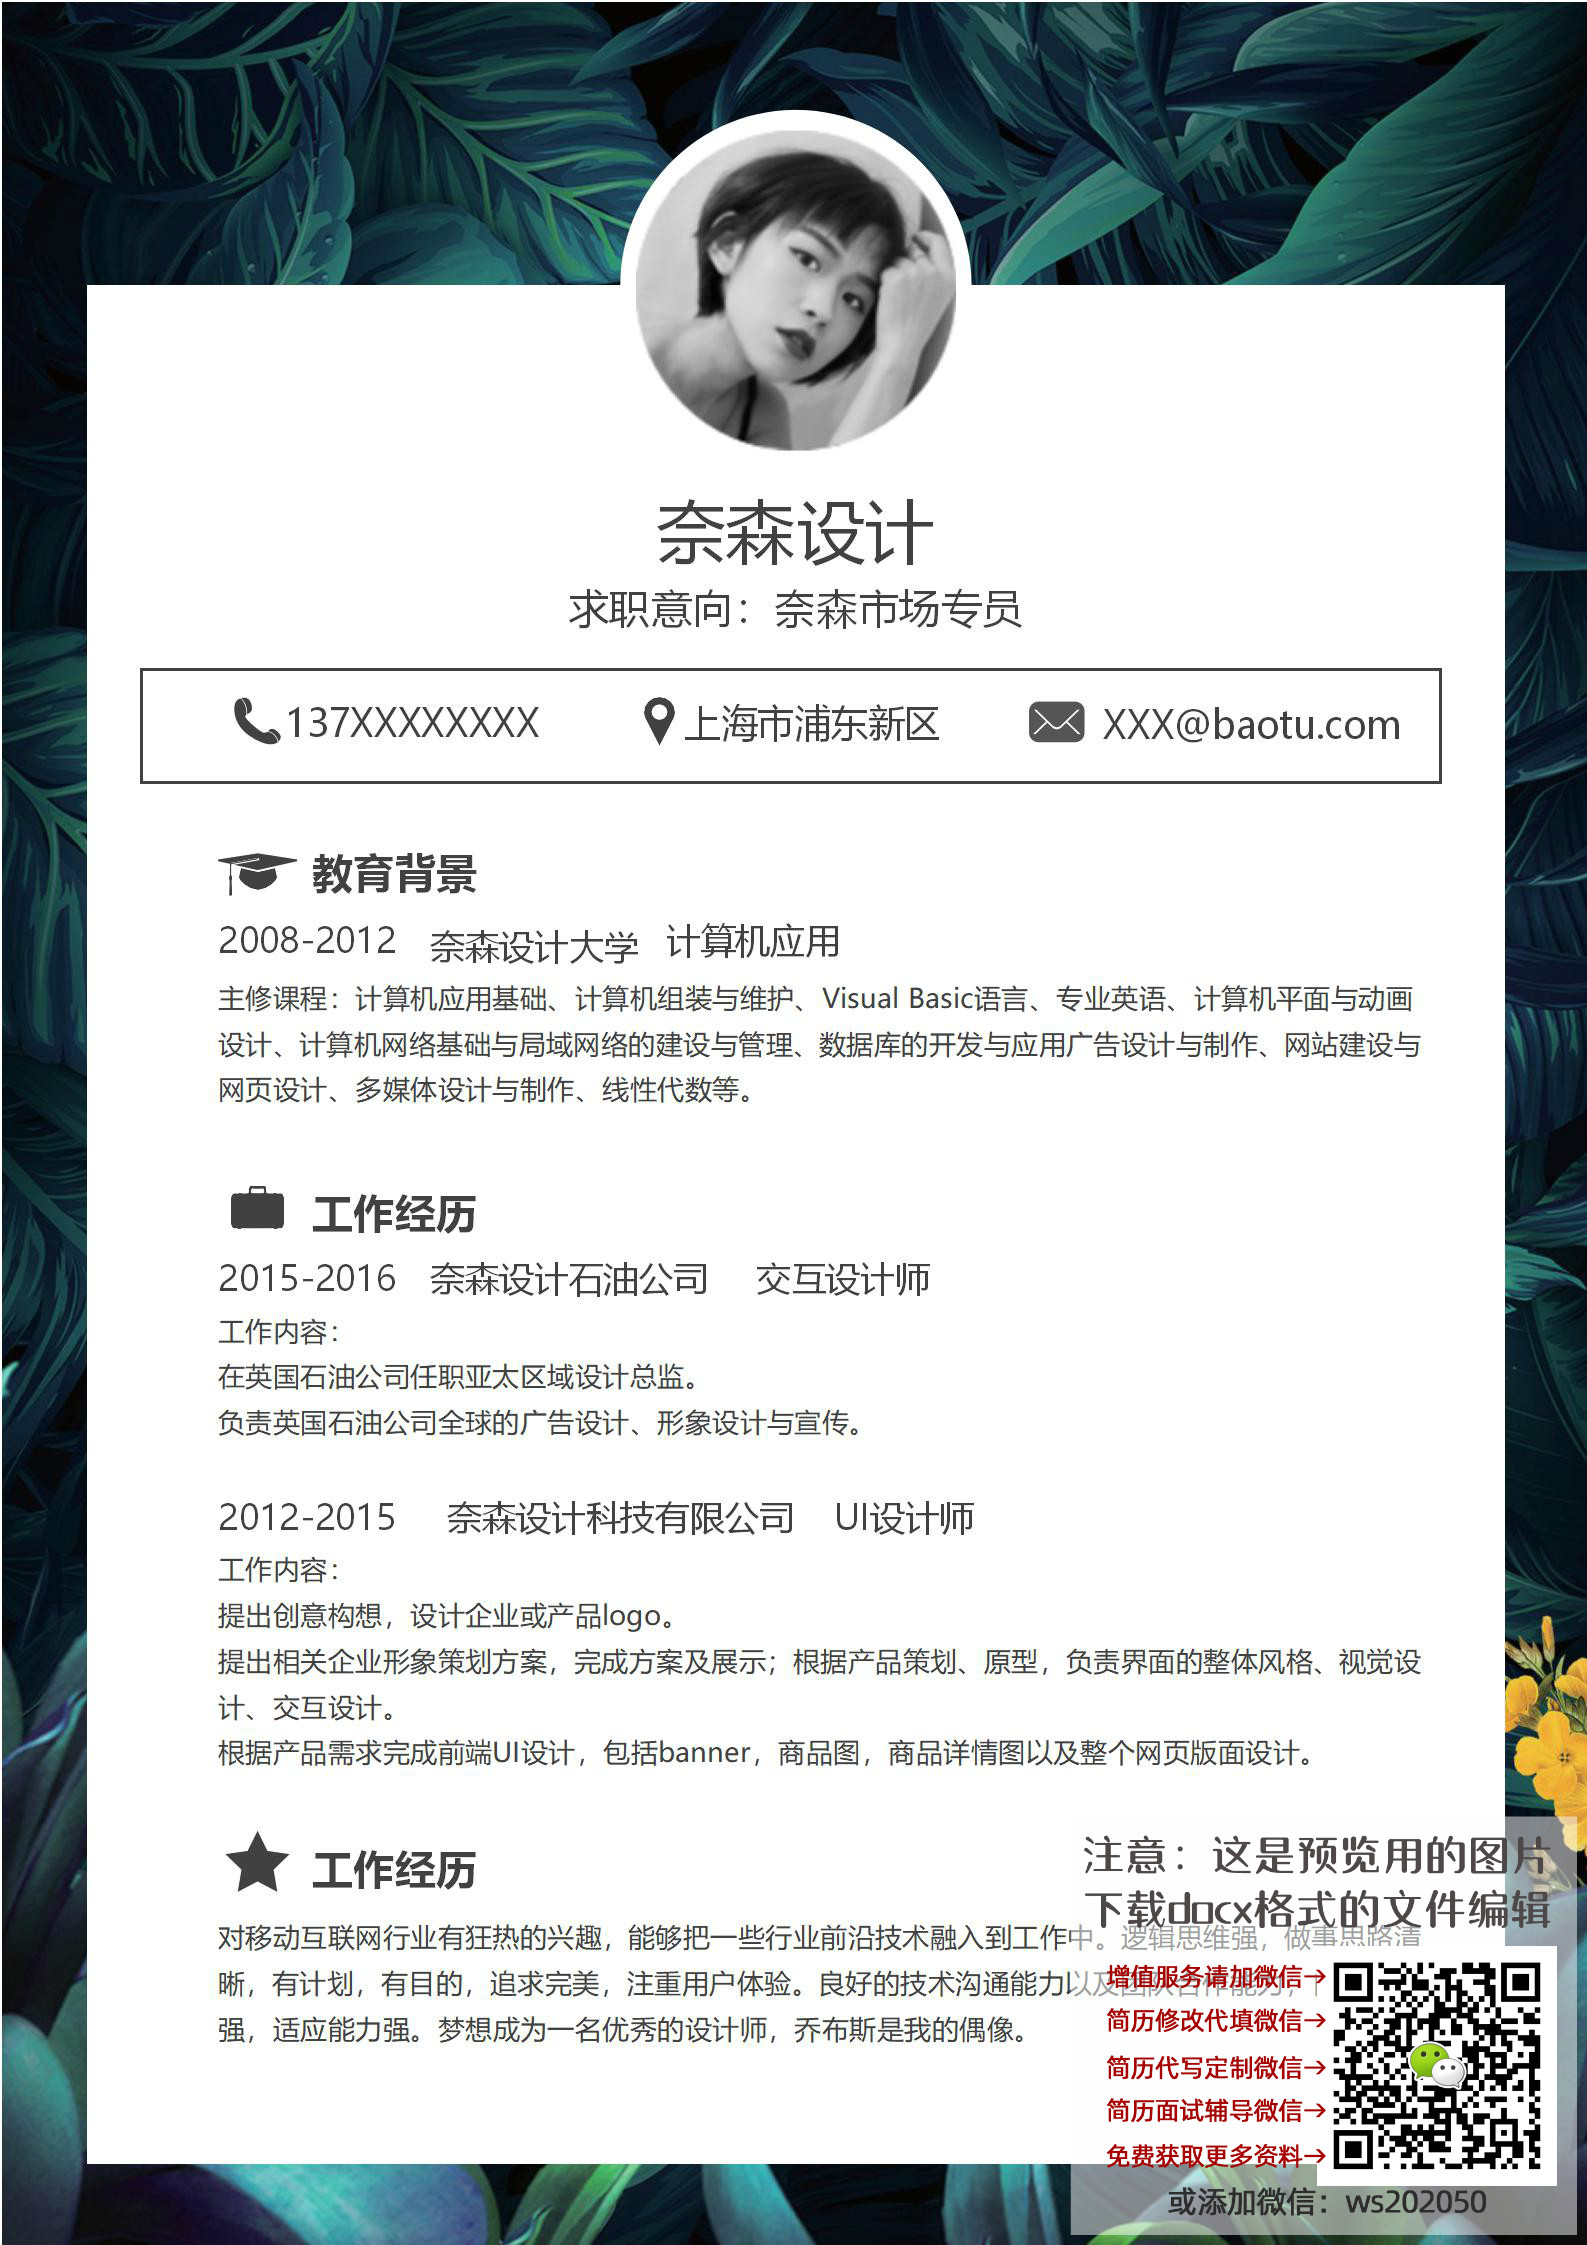 奈森设计
求职意向：奈森市场专员
137XXXXXXXX 上海市浦东新区 XXX@baotu.com
教育背景
2008-2012 奈森设计大学 计算机应用
主修课程：计算机应用基础、计算机组装与维护、Visual Basic语言、专业英语、计算机平面与动画
设计、计算机网络基础与局域网络的建设与管理、数据库的开发与应用广告设计与制作、网站建设与
网页设计、多媒体设计与制作、线性代数等。
工作经历
2015-2016 奈森设计石油公司 交互设计师
工作内容：
在英国石油公司任职亚太区域设计总监。
负责英国石油公司全球的广告设计、形象设计与宣传。
2012-2015 奈森设计科技有限公司 UI设计师
工作内容：
提出创意构想，设计企业或产品logo。
提出相关企业形象策划方案，完成方案及展示；根据产品策划、原型，负责界面的整体风格、视觉设
计、交互设计。
根据产品需求完成前端UI设计，包括banner，商品图，商品详情图以及整个网页版面设计。
工作经历
对移动互联网行业有狂热的兴趣，能够把一些行业前沿技术融入到工作中。逻辑思维强，做事思路清
晰，有计划，有目的，追求完美，注重用户体验。良好的技术沟通能力以及团队合作能力，
强，适应能力强。梦想成为一名优秀的设计师，乔布斯是我的偶像。
注意：这是预览用的图片
下载docx格式的文件编辑
增值服务请加微信→
简历修改代填微信→
简历代写定制微信→
简历面试辅导微信→
免费获取更多资料→
或添加微信：ws202050